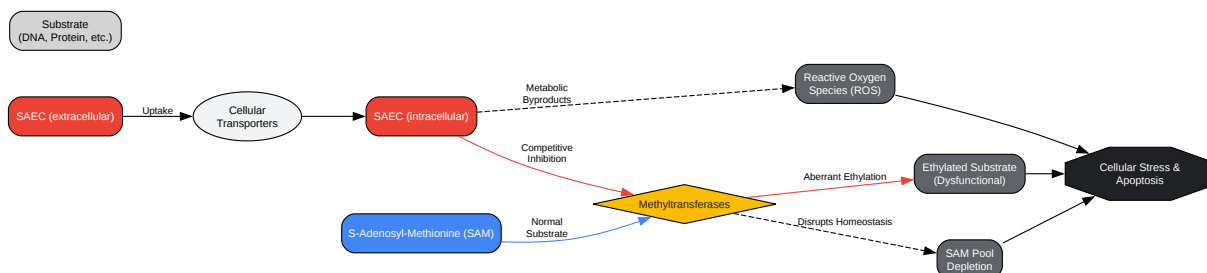 Substrate
(DNA, Protein, etc.)
SAEC (extracellular)
Uptake
Cellular
Transporters
SAEC (intracellular)
Metabolic
Byproducts
Reactive Oxygen
Species (ROS)
Competitive
Inhibition
S-Adenosyl-Methionine (SAM)
Normal
Substrate
Methyltransferases
Aberrant Ethylation
Ethylated Substrate
(Dysfunctional)
Disrupts Homeostasis
SAM Pool
Depletion
Cellular Stress &
Apoptosis